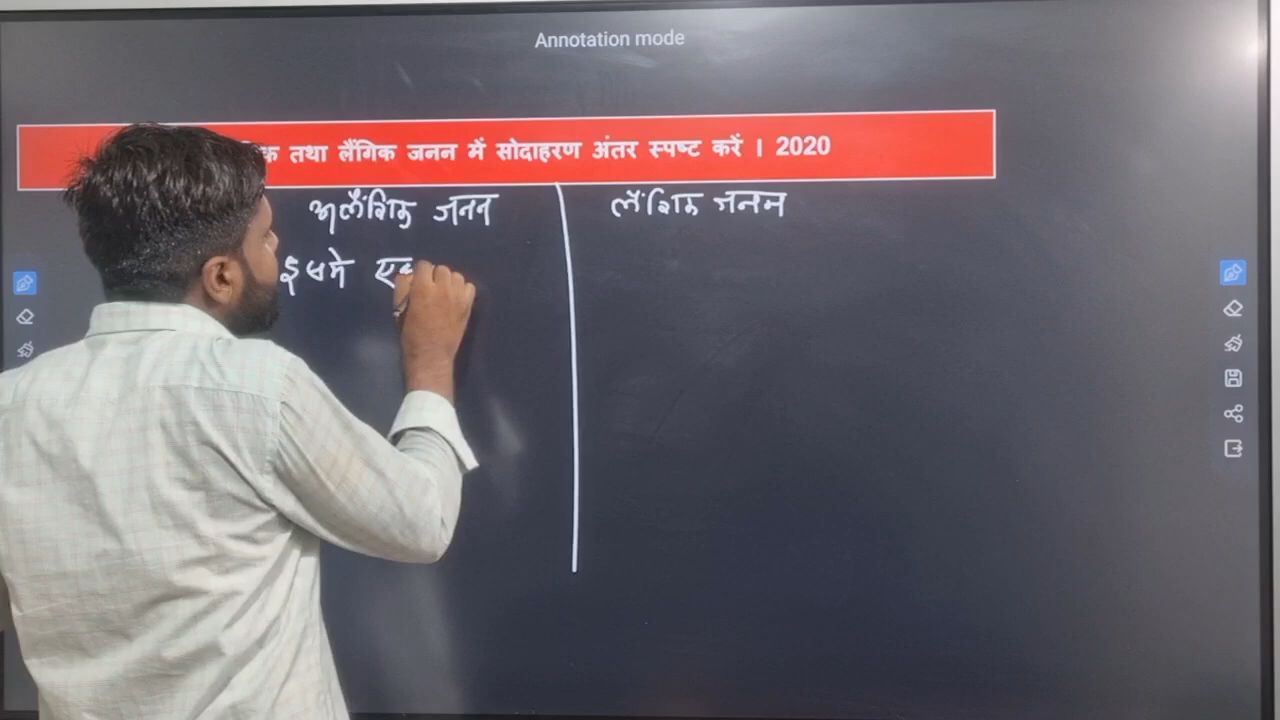 Annotation mode
तथा लैंगिक जनन में सोदाहरण अंतर स्पष्ट करें । 2020
अलैंगिक जनन
लैंगिक जनन
इसमे